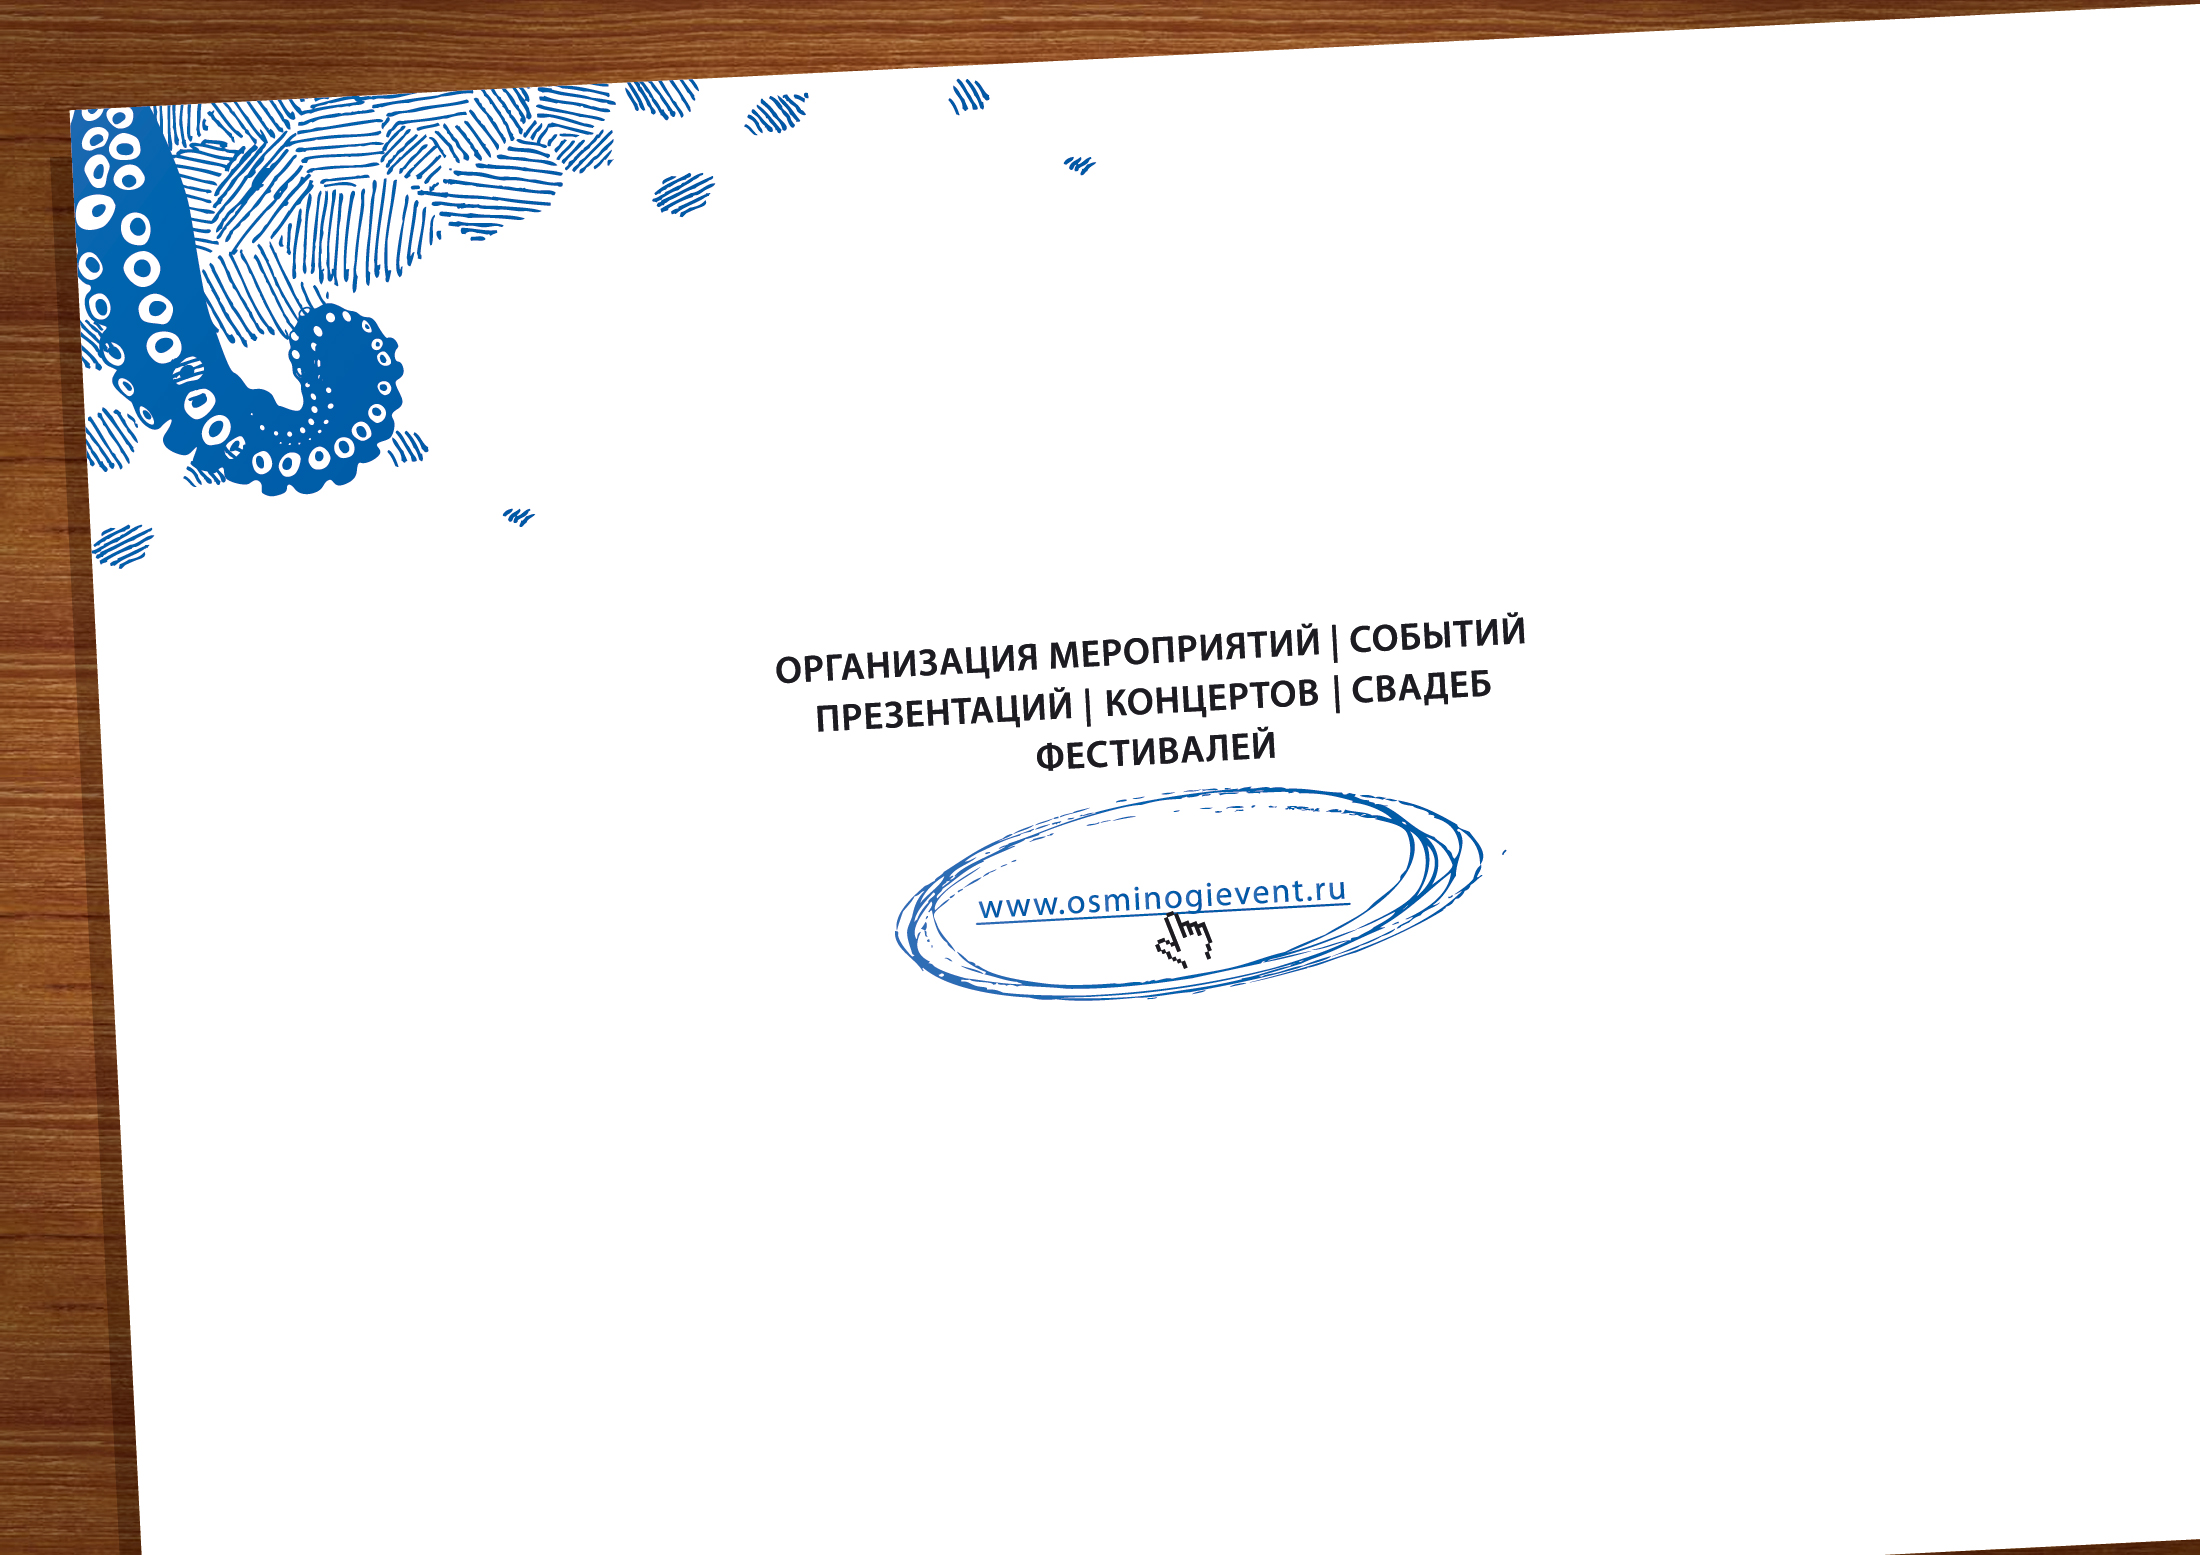 ОРГАНИЗАЦИЯ МЕРОПРИЯТИЙ | СОБЫТИЙ
ПРЕЗЕНТАЦИЙ | КОНЦЕРТОВ | СВАДЕБ
ФЕСТИВАЛЕЙ
www.osminogievent.ru